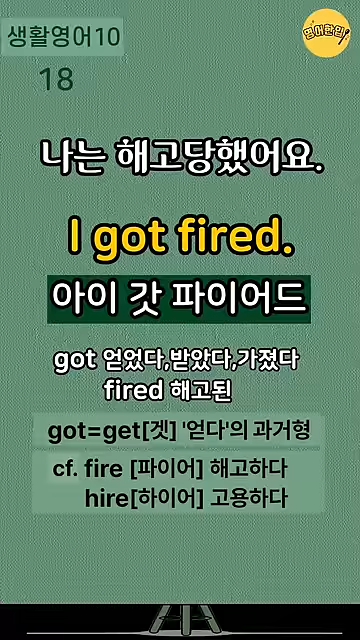 생활영어10
영어한입
18
나는 해고당했어요.
I got fired.
아이 갓 파이어드
got 얻었다,받았다,가졌다
fired 해고된
got=get[겟] '얻다'의 과거형
cf. fire [파이어] 해고하다
hire[하이어] 고용하다